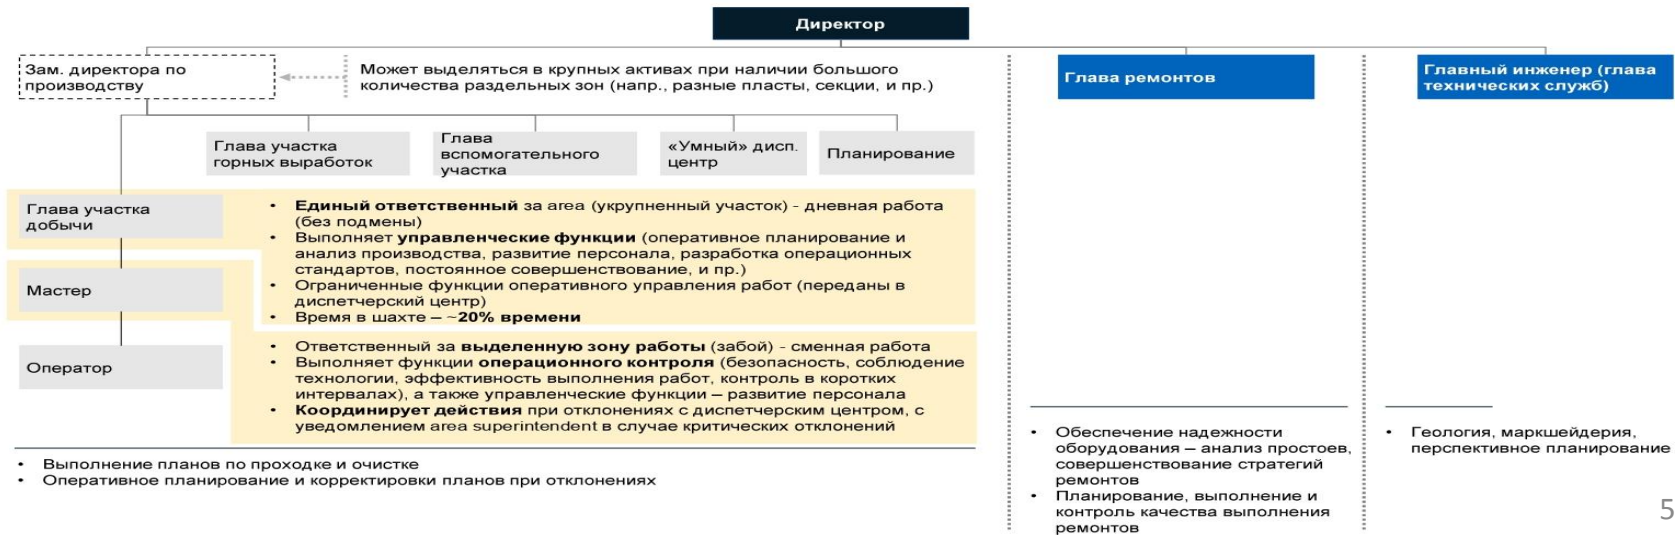 Директор
Зам. директора по
производству
Может выделяться в крупных активах при наличии большого
количества раздельных зон (напр., разные пласты, секции, и пр.)
Глава ремонтов
Главный инженер (глава
технических служб)
Глава участка
горных выработок
Глава
вспомогательного
участка
«Умный» дисп.
центр
Планирование
Глава участка
добычи
• Единый ответственный за area (укрупненный участок) - дневная работа
(без подмены)
• Выполняет управленческие функции (оперативное планирование и
анализ производства, развитие персонала, разработка операционных
стандартов, постоянное совершенствование, и пр.)
• Ограниченные функции оперативного управления работ (переданы в
диспетчерский центр)
• Время в шахте – ~20% времени
Мастер
Оператор
• Ответственный за выделенную зону работы (забой) - сменная работа
• Выполняет функции операционного контроля (безопасность, соблюдение
технологии, эффективность выполнения работ, контроль в коротких
интервалах), а также управленческие функции – развитие персонала
• Координирует действия при отклонениях с диспетчерским центром, с
уведомлением area superintendent в случае критических отклонений
• Выполнение планов по проходке и очистке
• Оперативное планирование и корректировки планов при отклонениях
• Обеспечение надежности
оборудования – анализ простоев,
совершенствование стратегий
ремонтов
• Планирование, выполнение и
контроль качества выполнения
ремонтов
• Геология, маркшейдерия,
перспективное планирование
5